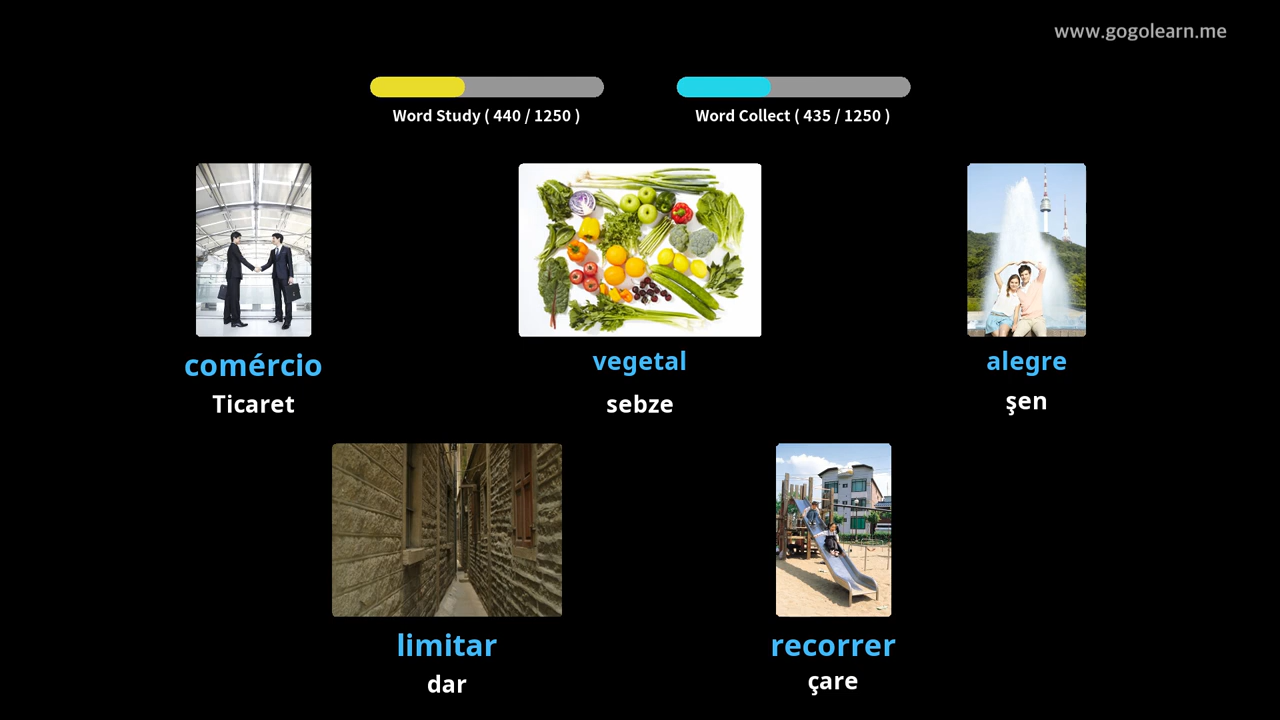 www.gogolearn.me
Word Study ( 440 / 1250 )
Word Collect ( 435 / 1250 )
comércio
Ticaret
vegetal
sebze
alegre
şen
limitar
dar
recorrer
çare